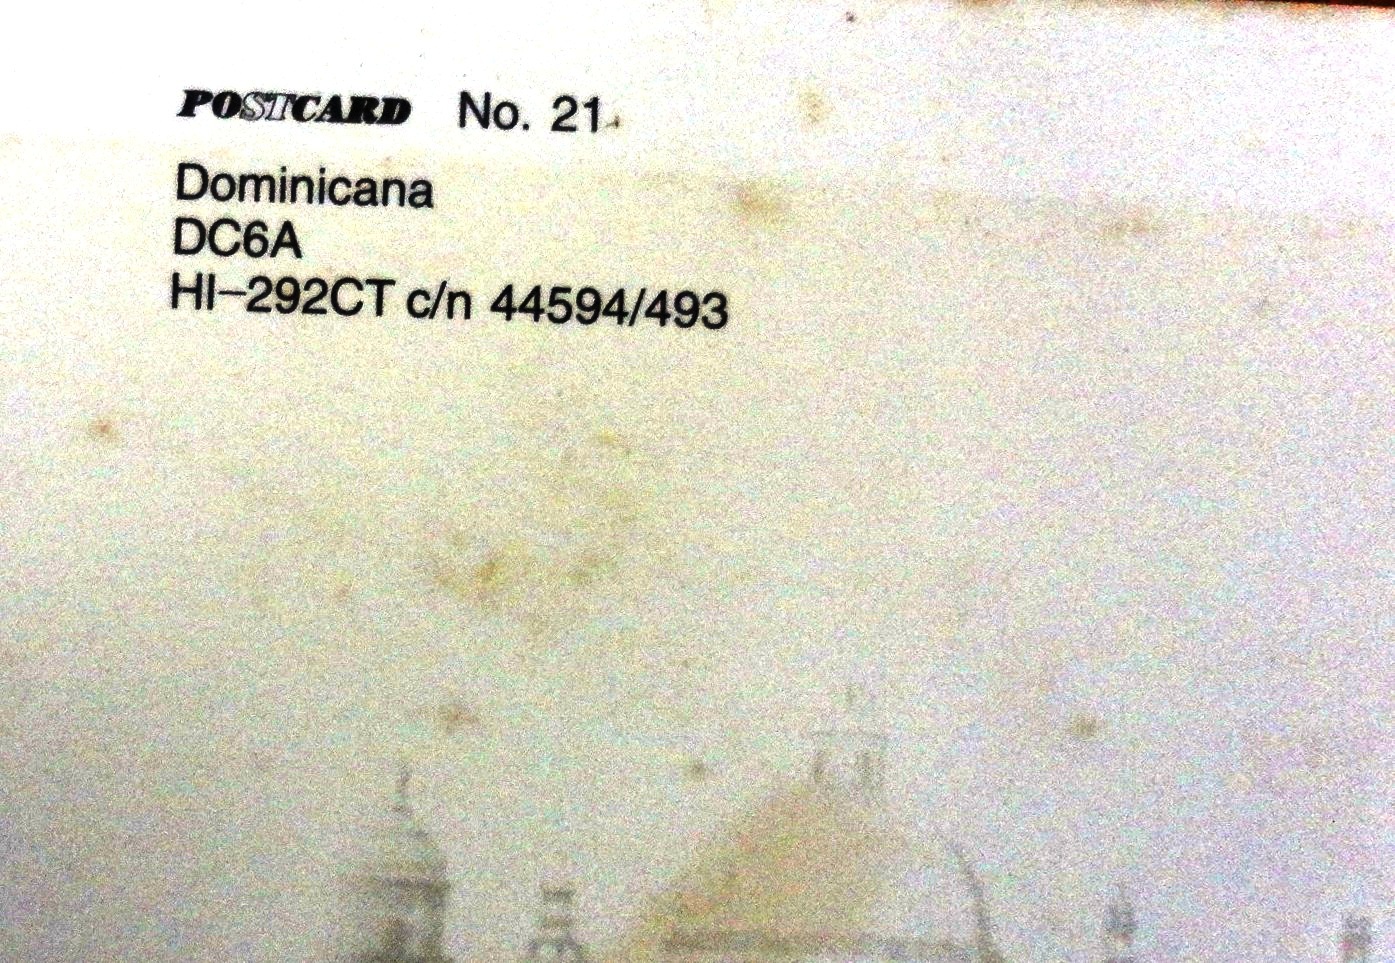 POSTCARD No. 21
Dominicana
DC6A
HI-292CT c/n 44594/493